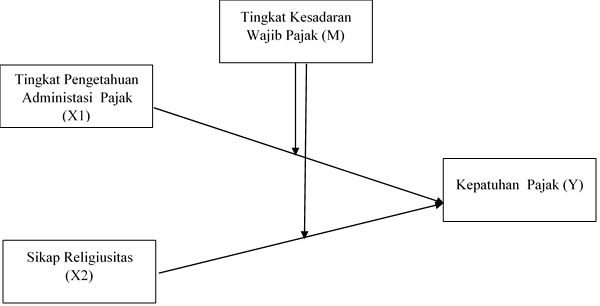 Tingkat Kesadaran
Wajib Pajak (M)
Tingkat Pengetahuan
Administasi Pajak
(X1)
Kepatuhan Pajak (Y)
Sikap Religiusitas
(X2)